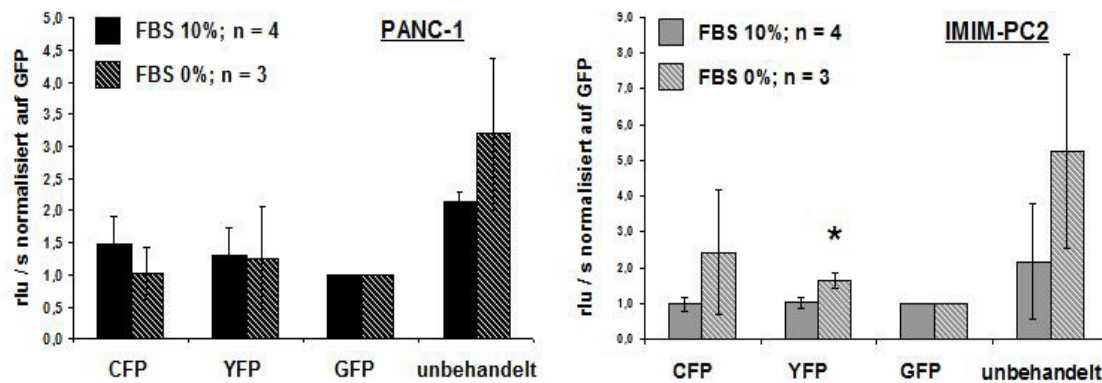 PANC-1
FBS 10%; n = 4
FBS 0%; n = 3
rlu / s normalisiert auf GFP
5,0
4,5
4,0
3,5
3,0
2,5
2,0
1,5
1,0
0,5
0,0
CFP YFP GFP unbehandelt
IMIM-PC2
FBS 10%; n = 4
FBS 0%; n = 3
rlu / s normalisiert auf GFP
9,0
8,0
7,0
6,0
5,0
4,0
3,0
2,0
1,0
0,0
*
CFP YFP GFP unbehandelt